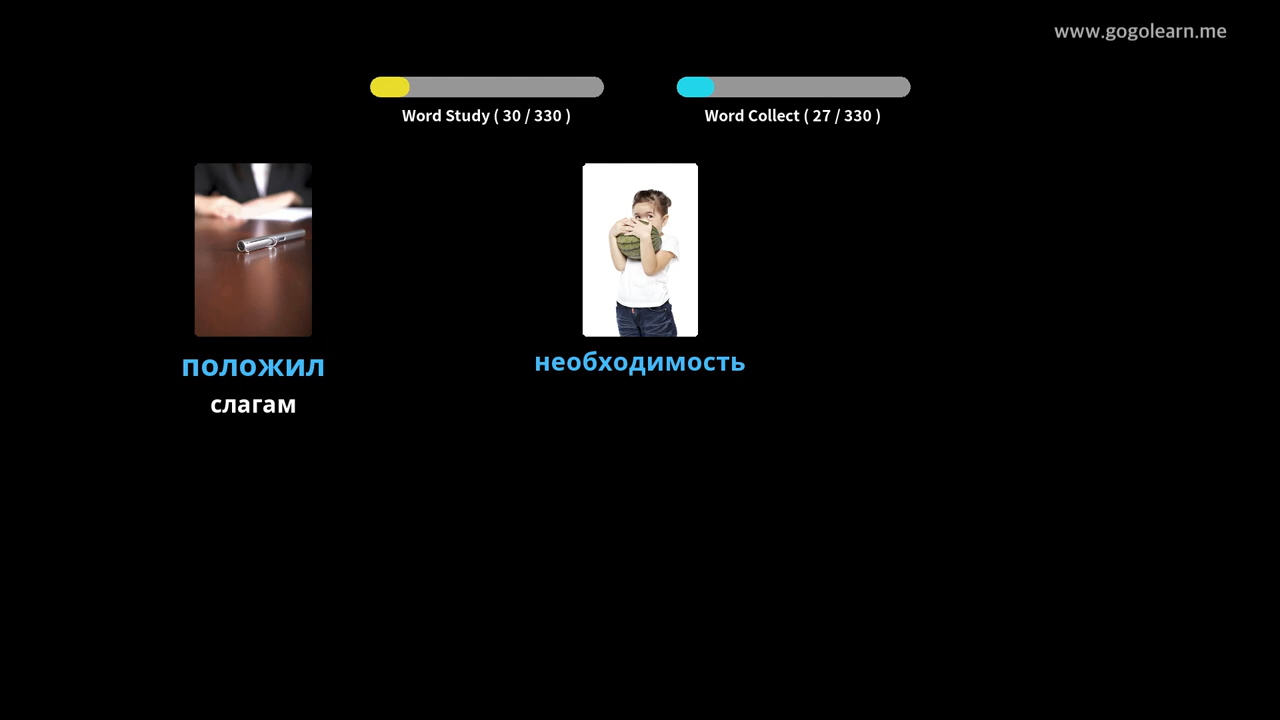 www.gogolearn.me
Word Study ( 30 / 330 )
Word Collect ( 27 / 330 )
положил
слагам
необходимость